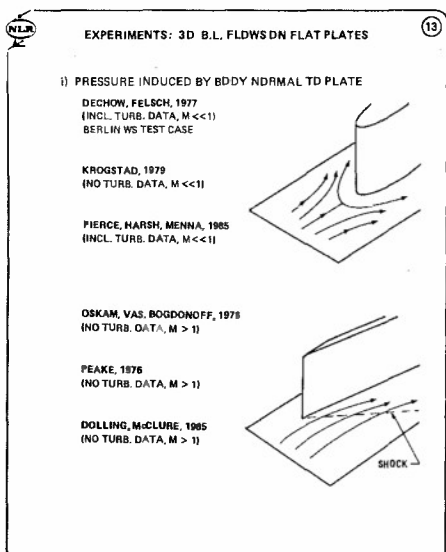 NLR
13
EXPERIMENTS: 3D B.L. FLOWS ON FLAT PLATES
i) PRESSURE INDUCED BY BODY NORMAL TO PLATE
DECHOW, FELSCH, 1977
(INCL. TURB. DATA, M <<1)
BERLIN WS TEST CASE
KROGSTAD, 1979
(NO TURB. DATA, M <<1)
PIERCE, HARSH, MENNA, 1985
(INCL. TURB. DATA, M <<1)
OSKAM, VAS, BOGDONOFF, 1978
(NO TURB. DATA, M > 1)
PEAKE, 1976
(NO TURB. DATA, M > 1)
DOLLING, McCLURE, 1985
(NO TURB. DATA, M > 1)
SHOCK